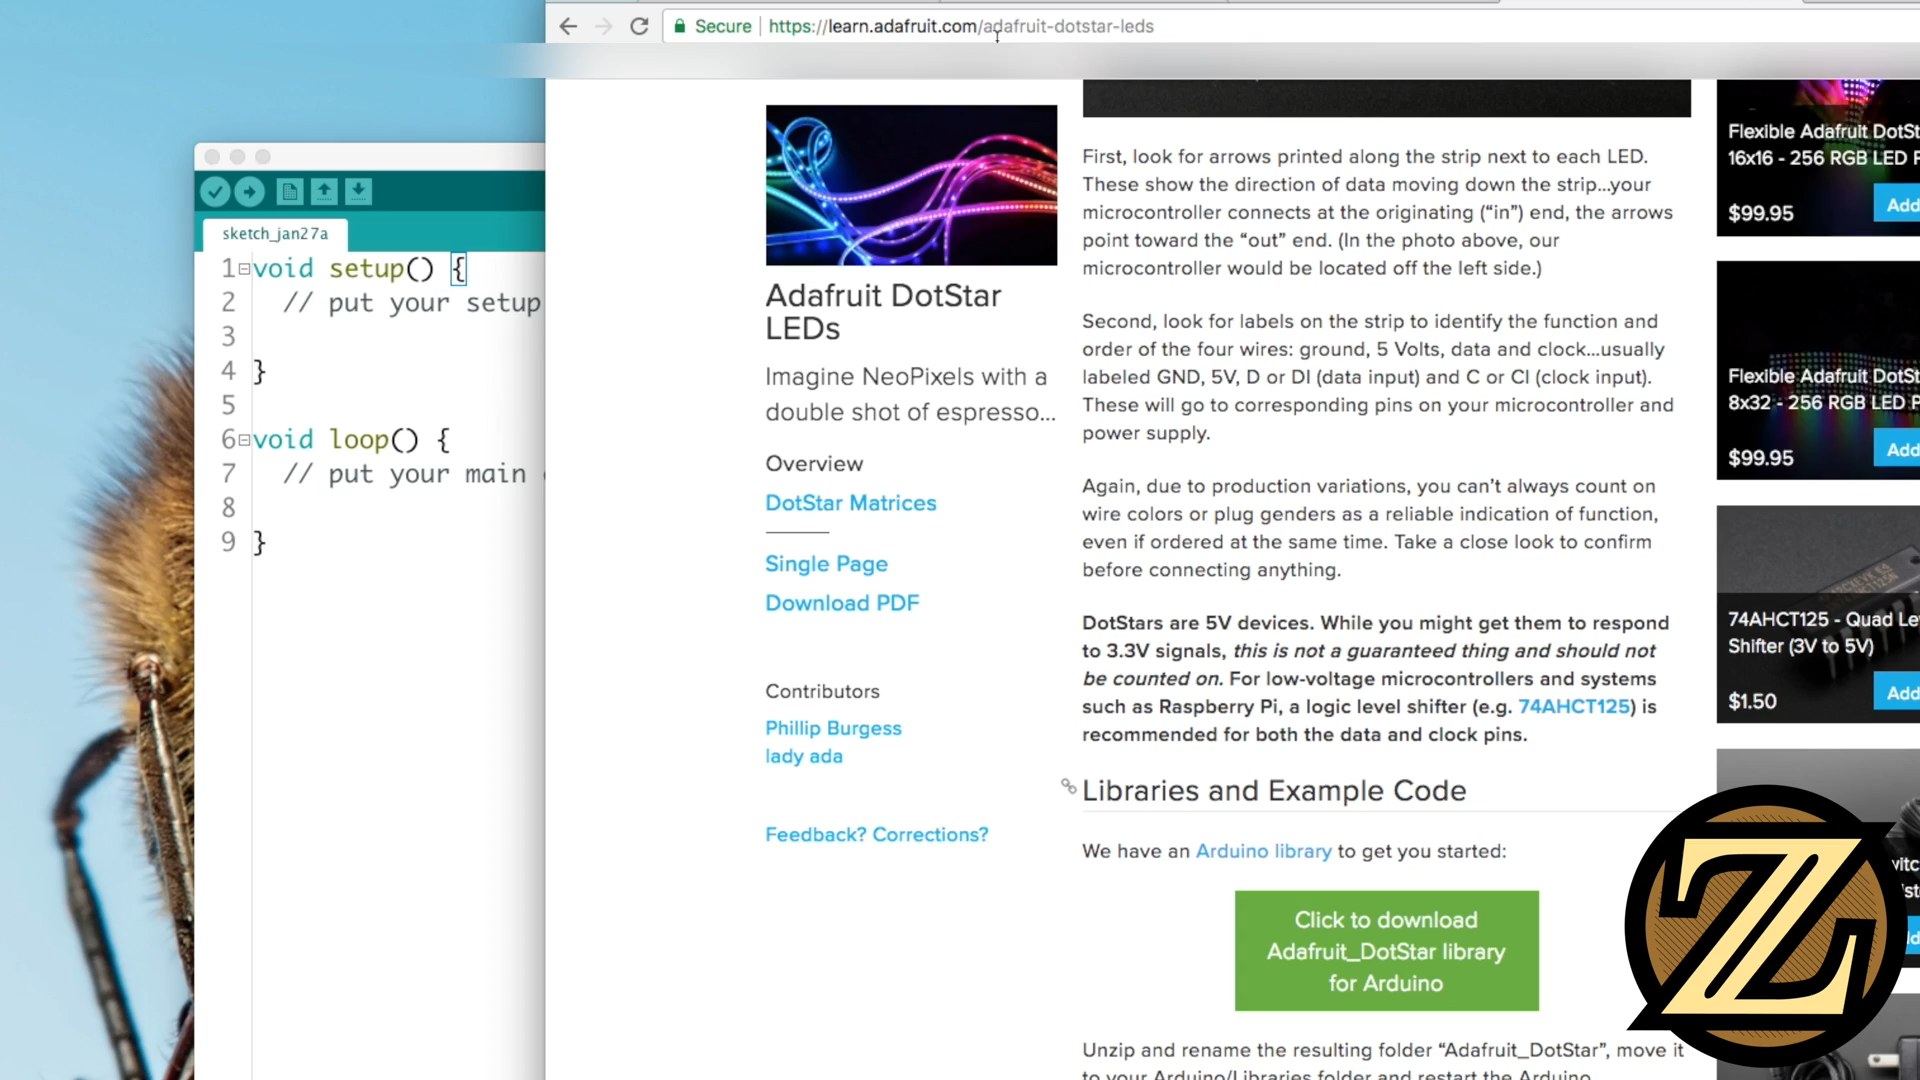 Secure
https://learn.adafruit.com/adafruit-dotstar-leds
sketch_jan27a
1 void setup() {
2 // put your setup
3
4 }
5
6 void loop() {
7 // put your main
8
9 }
Adafruit DotStar
LEDs
Imagine NeoPixels with a
double shot of espresso...
Overview
DotStar Matrices
Single Page
Download PDF
Contributors
Phillip Burgess
lady ada
Feedback? Corrections?
First, look for arrows printed along the strip next to each LED.
These show the direction of data moving down the strip...your
microcontroller connects at the originating (“in”) end, the arrows
point toward the “out” end. (In the photo above, our
microcontroller would be located off the left side.)
Second, look for labels on the strip to identify the function and
order of the four wires: ground, 5 Volts, data and clock...usually
labeled GND, 5V, D or DI (data input) and C or CI (clock input).
These will go to corresponding pins on your microcontroller and
power supply.
Again, due to production variations, you can’t always count on
wire colors or plug genders as a reliable indication of function,
even if ordered at the same time. Take a close look to confirm
before connecting anything.
DotStars are 5V devices. While you might get them to respond
to 3.3V signals, this is not a guaranteed thing and should not
be counted on. For low-voltage microcontrollers and systems
such as Raspberry Pi, a logic level shifter (e.g. 74AHCT125) is
recommended for both the data and clock pins.
Libraries and Example Code
We have an Arduino library to get you started:
Click to download
Adafruit_DotStar library
for Arduino
Unzip and rename the resulting folder “Adafruit_DotStar”, move it
to your Arduino/Libraries folder and restart the Arduino
Flexible Adafruit DotSt
16x16 - 256 RGB LED P
$99.95
Add
Flexible Adafruit DotSt
8x32 - 256 RGB LED P
$99.95
Add
74AHCT125 - Quad Le
Shifter (3V to 5V)
$1.50
Add
Z